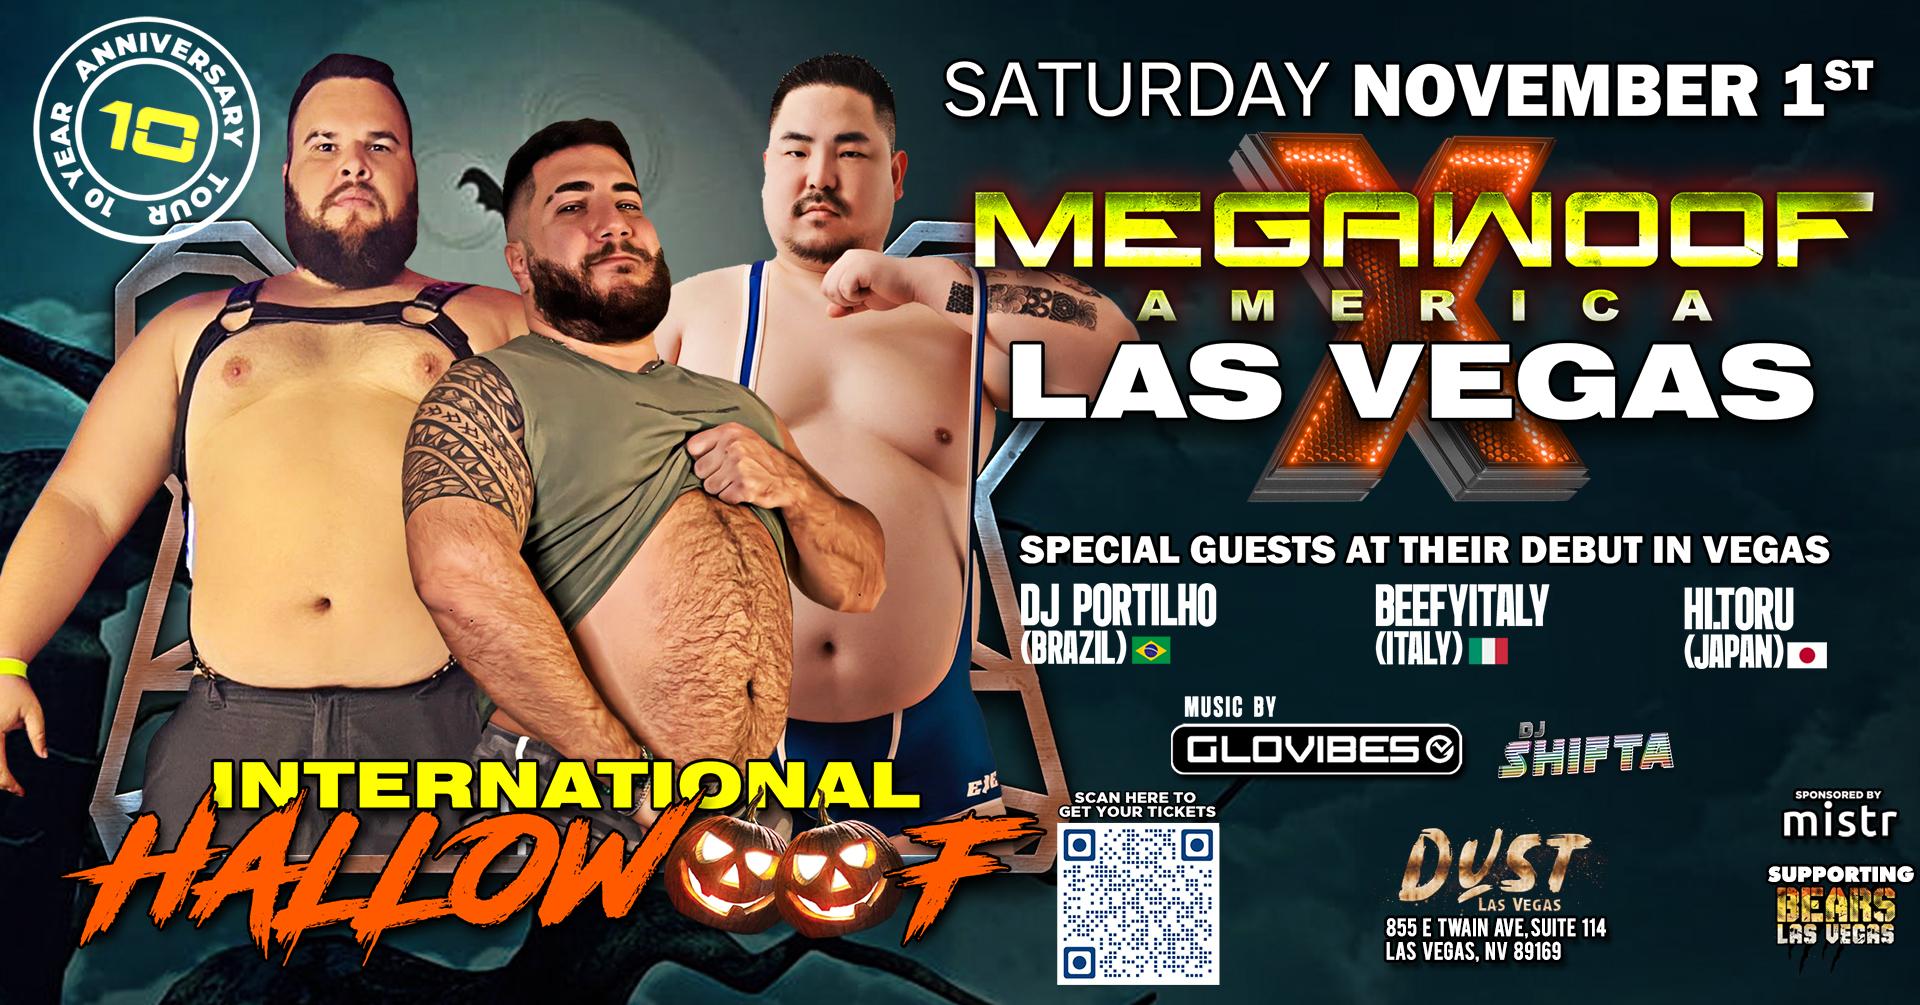 10 YEAR ANNIVERSARY TOUR
10
SATURDAY NOVEMBER 1ST
X
MEGAWOOF
AMERICA
LAS VEGAS
SPECIAL GUESTS AT THEIR DEBUT IN VEGAS
DJ PORTILHO
(BRAZIL)
BEEFYITALY
(ITALY)
HI.TORU
(JAPAN)
MUSIC BY
GLOVIBES
DJ SHIFTA
INTERNATIONAL
HALLOWOOF
SCAN HERE TO
GET YOUR TICKETS
DUST
LAS VEGAS
855 E TWAIN AVE, SUITE 114
LAS VEGAS, NV 89169
SPONSORED BY
mistr
SUPPORTING
BEARS
LAS VEGAS